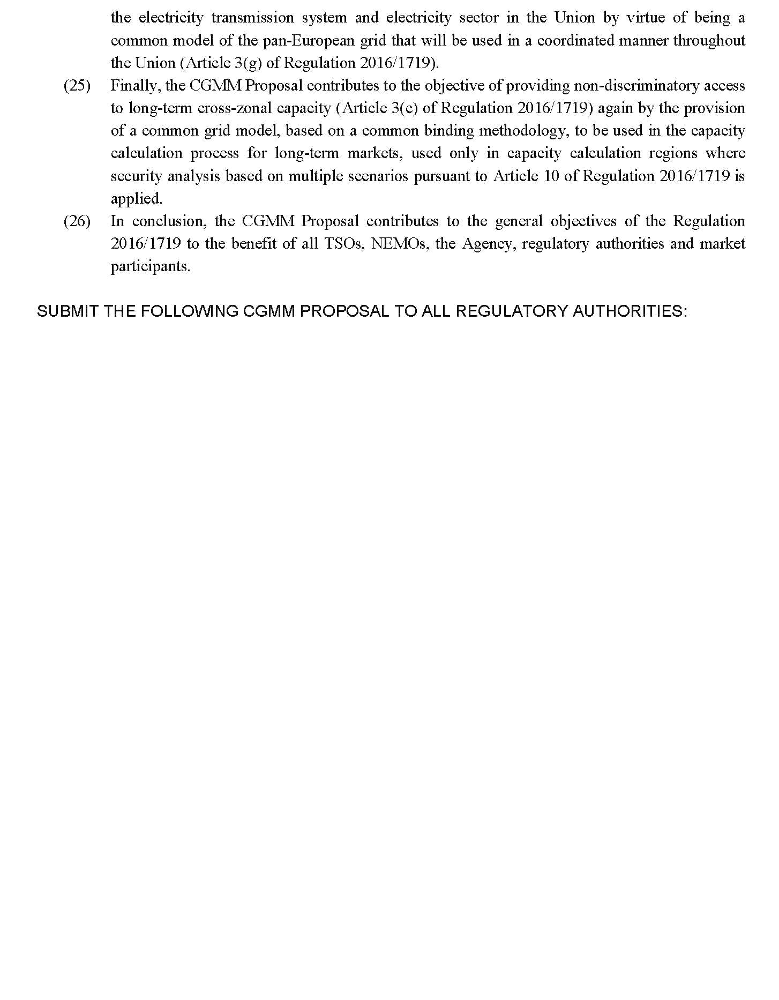 the electricity transmission system and electricity sector in the Union by virtue of being a
common model of the pan-European grid that will be used in a coordinated manner throughout
the Union (Article 3(g) of Regulation 2016/1719).
(25) Finally, the CGMM Proposal contributes to the objective of providing non-discriminatory access
to long-term cross-zonal capacity (Article 3(c) of Regulation 2016/1719) again by the provision
of a common grid model, based on a common binding methodology, to be used in the capacity
calculation process for long-term markets, used only in capacity calculation regions where
security analysis based on multiple scenarios pursuant to Article 10 of Regulation 2016/1719 is
applied.
(26) In conclusion, the CGMM Proposal contributes to the general objectives of the Regulation
2016/1719 to the benefit of all TSOs, NEMOs, the Agency, regulatory authorities and market
participants.
SUBMIT THE FOLLOWING CGMM PROPOSAL TO ALL REGULATORY AUTHORITIES: